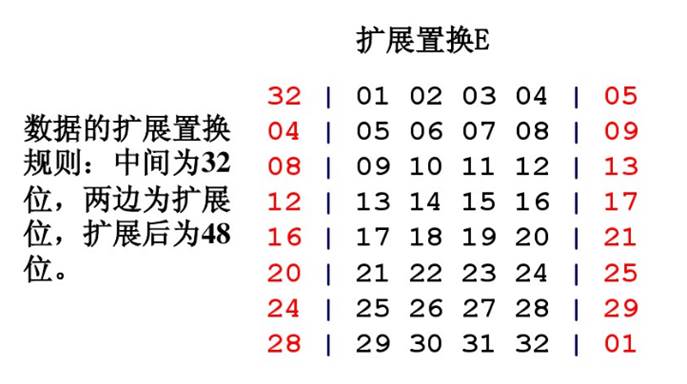 扩展置换E
数据的扩展置换
规则：中间为32
位，两边为扩展
位，扩展后为48
位。
32 | 01 02 03 04 | 05
04 | 05 06 07 08 | 09
08 | 09 10 11 12 | 13
12 | 13 14 15 16 | 17
16 | 17 18 19 20 | 21
20 | 21 22 23 24 | 25
24 | 25 26 27 28 | 29
28 | 29 30 31 32 | 01